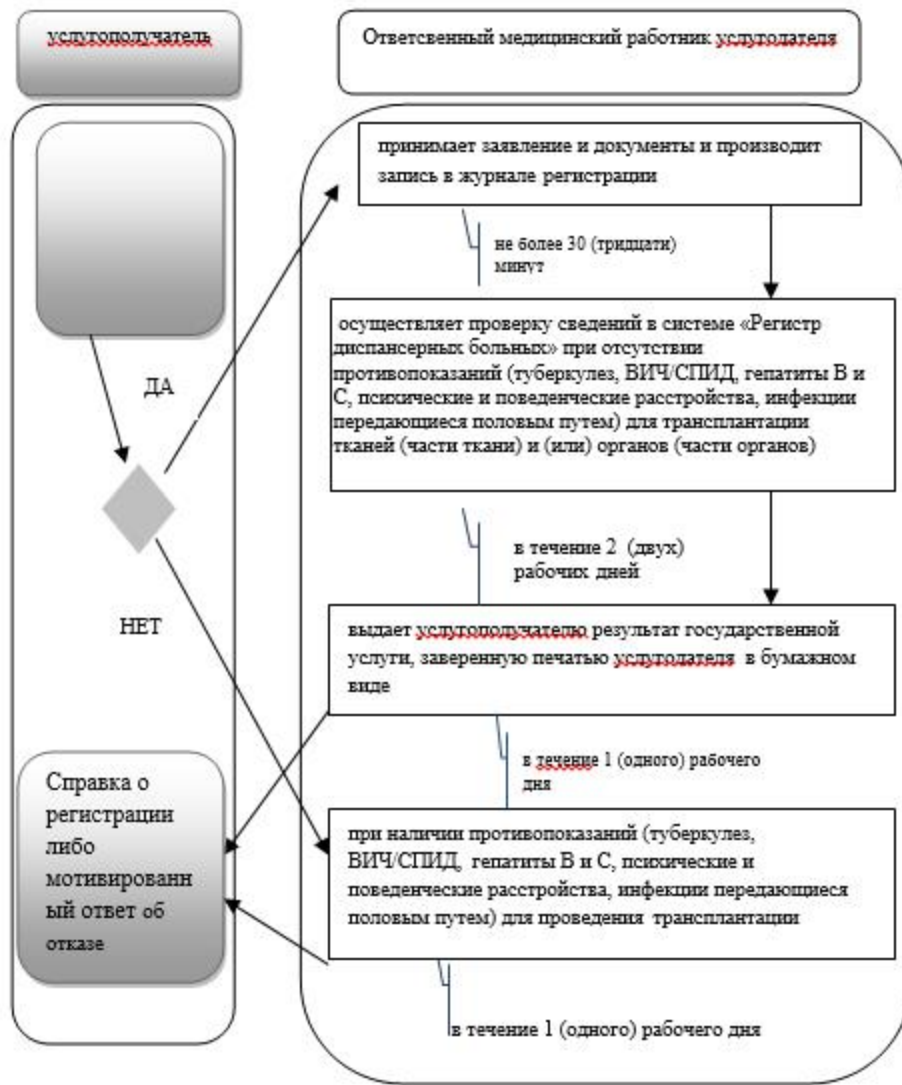 услугополучатель
Ответсвенный медицинский работник услугодателя
принимает заявление и документы и производит
запись в журнале регистрации
не более 30 (тридцати)
минут
осуществляет проверку сведений в системе «Регистр
диспансерных больных» при отсутствии
противопоказаний (туберкулез, ВИЧ/СПИД, гепатиты В и
С, психические и поведенческие расстройства, инфекции
передающиеся половым путем) для трансплантации
тканей (части ткани) и (или) органов (части органов)
ДА
в течение 2 (двух)
рабочих дней
НЕТ
выдает услугополучателю результат государственной
услуги, заверенную печатью услугодателя в бумажном
виде
в течение 1 (одного) рабочего
дня
Справка о
регистрации
либо
мотивированн
ый ответ об
отказе
при наличии противопоказаний (туберкулез,
ВИЧ/СПИД, гепатиты В и С, психические и
поведенческие расстройства, инфекции передающиеся
половым путем) для проведения трансплантации
в течение 1 (одного) рабочего дня